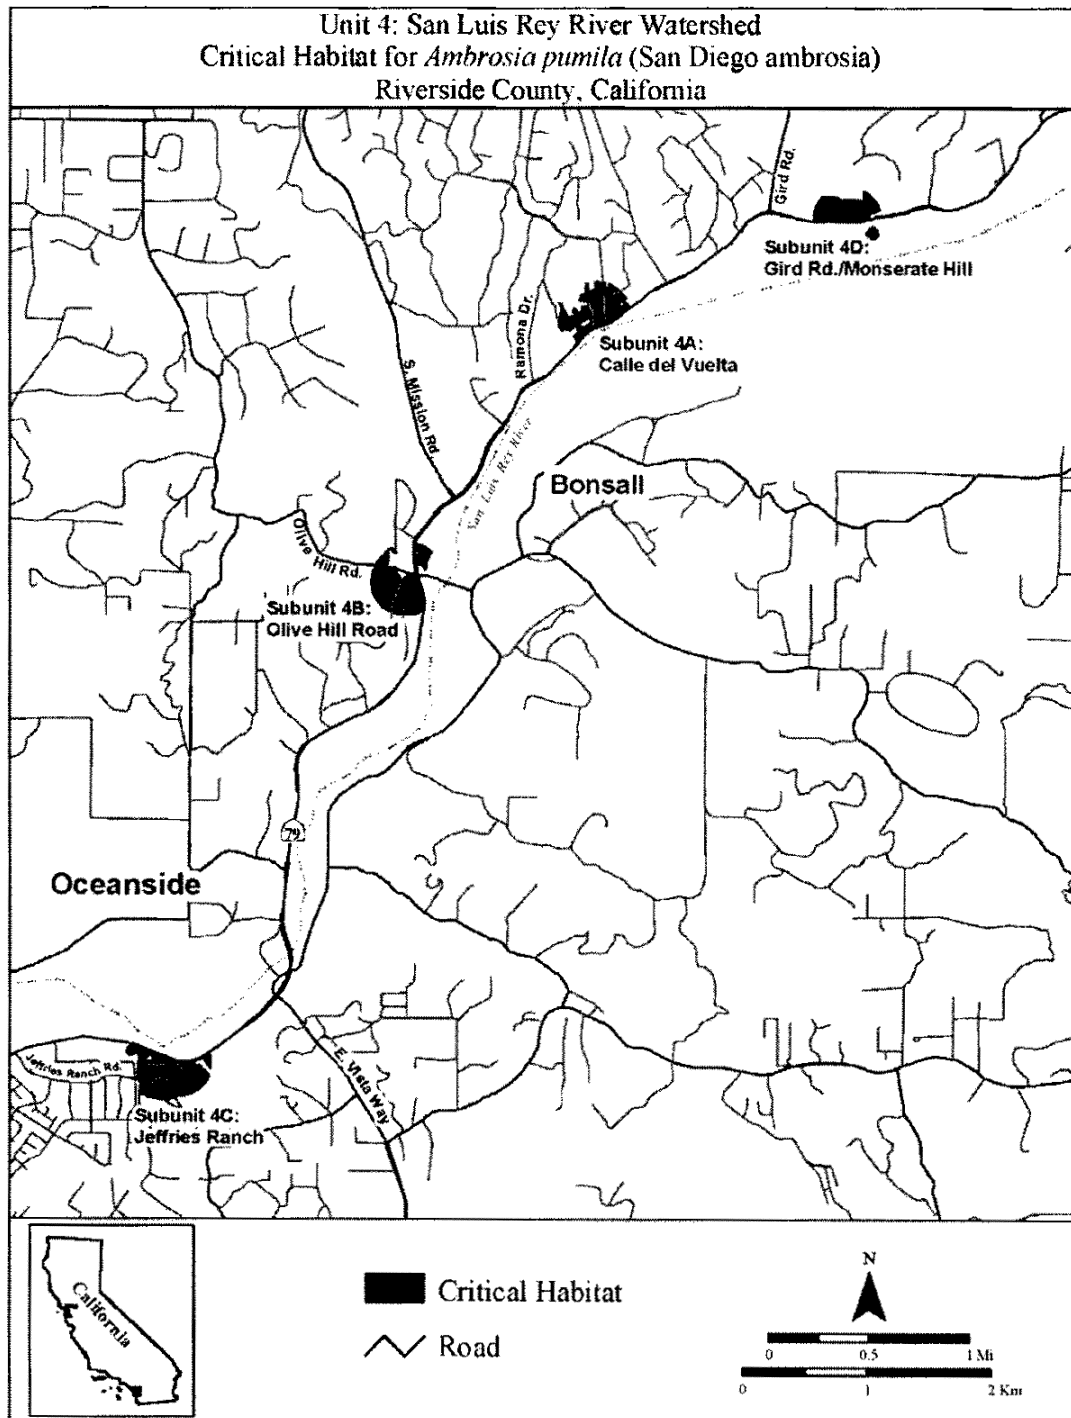 Unit 4: San Luis Rey River Watershed
Critical Habitat for Ambrosia pumila (San Diego ambrosia)
Riverside County, California
Gird Rd.
Subunit 4D:
Gird Rd./Monserate Hill
Ramona Dr.
Subunit 4A:
Calle del Vuelta
S. Mission Rd.
San Luis Rey River
Bonsall
Olive Hill Rd.
Subunit 4B:
Olive Hill Road
79
Oceanside
Jeffries Ranch Rd.
E. Vista Way
Subunit 4C:
Jeffries Ranch
California
Critical Habitat
Road
N
0 0.5 1 Mi
0 1 2 Km